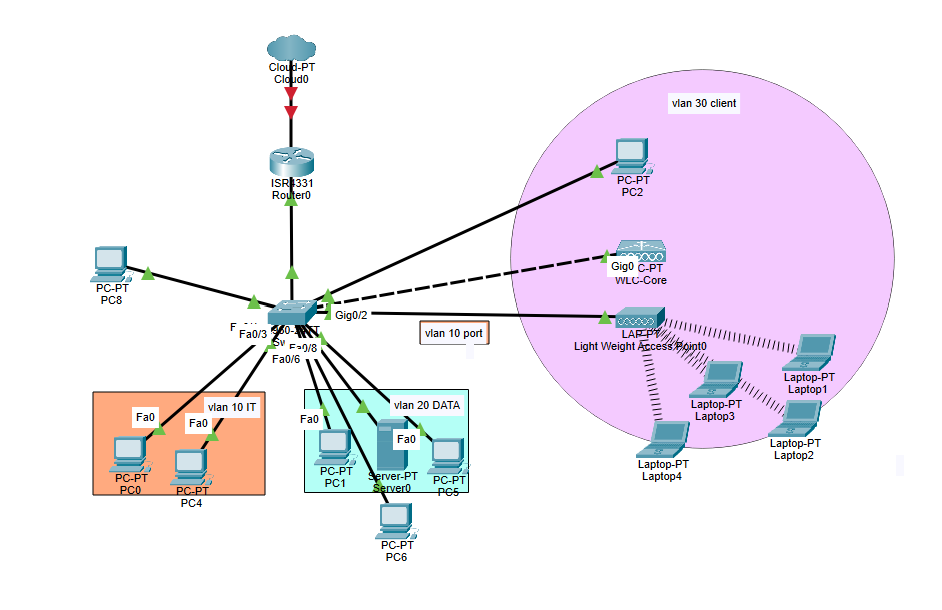 Cloud-PT
Cloud0
vlan 30 client
ISR4331
Router0
PC-PT
PC2
PC-PT
PC8
Gig0
C-PT
WLC-Core
Gig0/2
Fa0/3
vlan 10 port
Light Weight Access Point0
Fa0/8
Fa0/6
Laptop-PT
Laptop1
Laptop-PT
Laptop3
Laptop-PT
Laptop2
Laptop-PT
Laptop4
vlan 10 IT
Fa0
Fa0
PC-PT
PC0
PC-PT
PC4
vlan 20 DATA
Fa0
Fa0
PC-PT
PC1
Server-PT
Server0
PC-PT
PC5
PC-PT
PC6